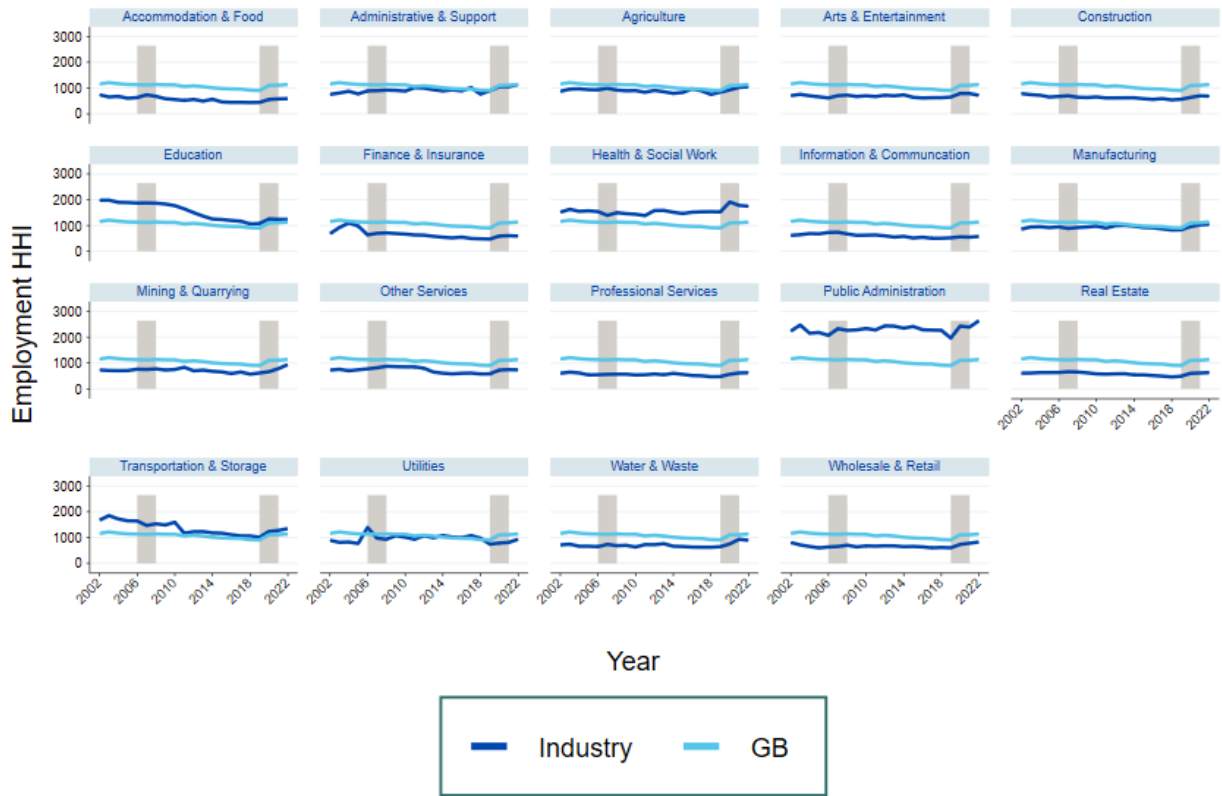 Accommodation & Food
Administrative & Support
Agriculture
Arts & Entertainment
Construction
3000
2000
1000
0
Education
Finance & Insurance
Health & Social Work
Information & Communcation
Manufacturing
3000
2000
1000
0
Employment HHI
Mining & Quarrying
Other Services
Professional Services
Public Administration
Real Estate
3000
2000
1000
0
2002
2006
2010
2014
2018
2022
Transportation & Storage
Utilities
Water & Waste
Wholesale & Retail
3000
2000
1000
0
2002
2006
2010
2014
2018
2022
2002
2006
2010
2014
2018
2022
2002
2006
2010
2014
2018
2022
2002
2006
2010
2014
2018
2022
Year
Industry
GB